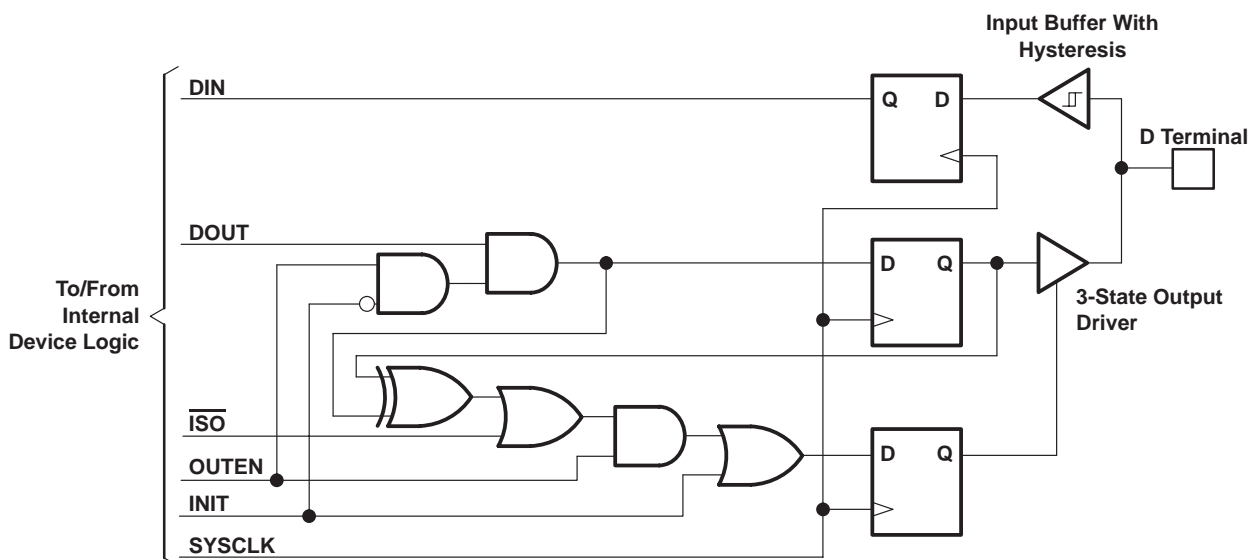 Input Buffer With
Hysteresis
DIN
Q D
D Terminal
DOUT
D Q
To/From
Internal
Device Logic
3-State Output
Driver
ISO
OUTEN
D Q
INIT
SYSCLK